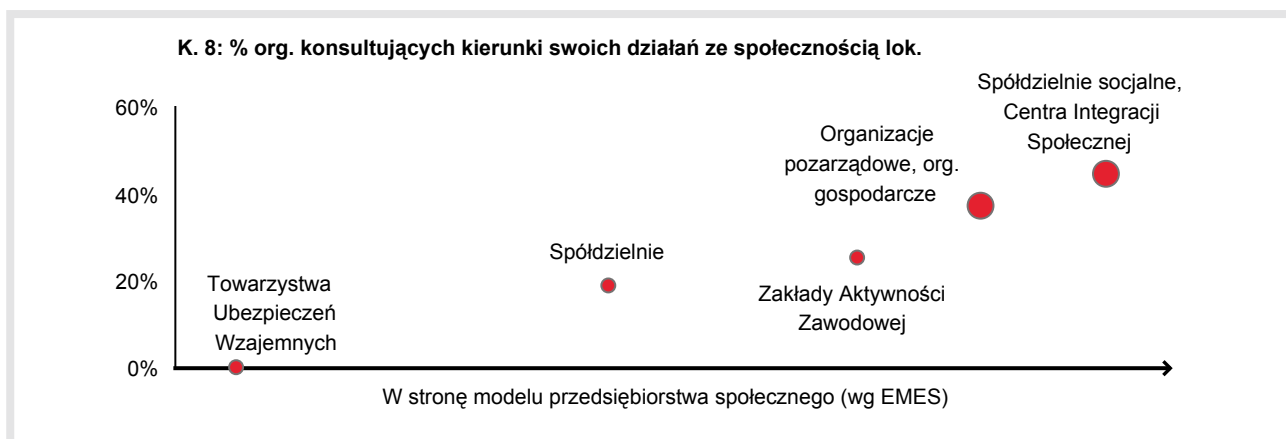 K. 8: % org. konsultujących kierunki swoich działań ze społecznością lok.
Spółdzielnie socjalne,
Centra Integracji
Społecznej
Organizacje
pozarządowe, org.
gospodarcze
60%
40%
20%
0%
Spółdzielnie
Zakłady Aktywności
Zawodowej
Towarzystwa
Ubezpieczeń
Wzajemnych
W stronę modelu przedsiębiorstwa społecznego (wg EMES)